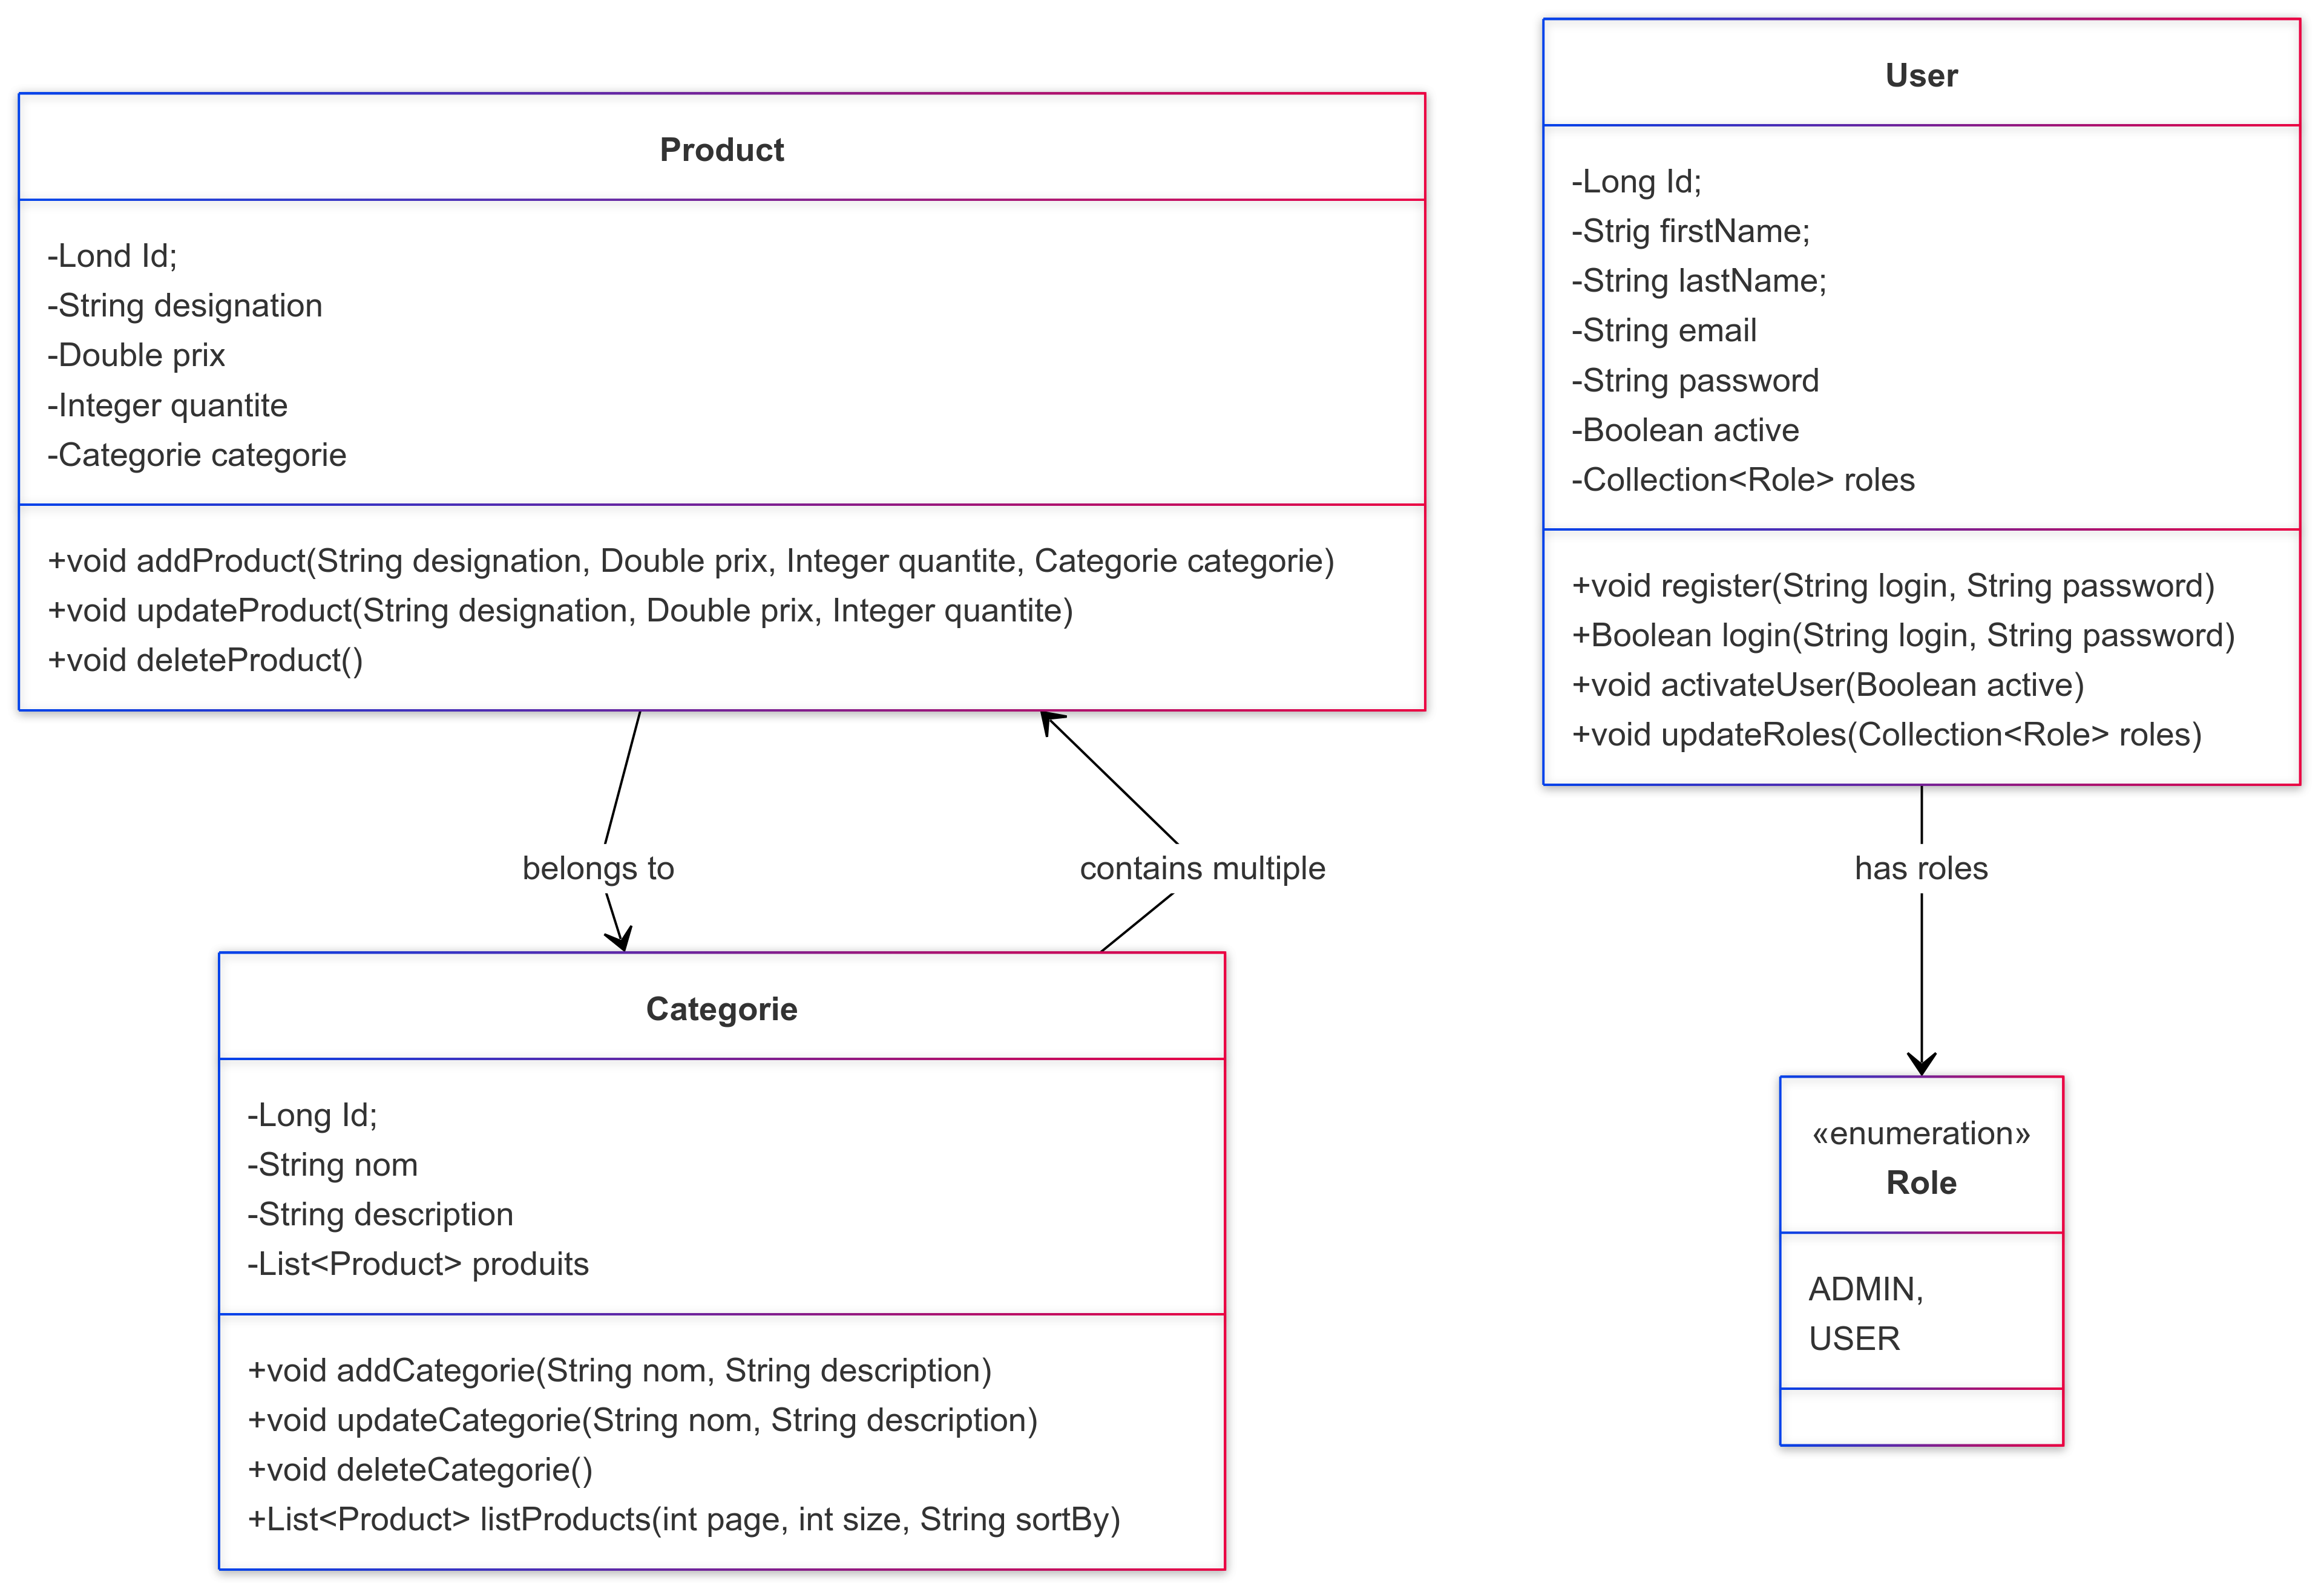 Product
-Lond Id;
-String designation
-Double prix
-Integer quantite
-Categorie categorie
+void addProduct(String designation, Double prix, Integer quantite, Categorie categorie)
+void updateProduct(String designation, Double prix, Integer quantite)
+void deleteProduct()
User
-Long Id;
-Strig firstName;
-String lastName;
-String email
-String password
-Boolean active
-Collection<Role> roles
+void register(String login, String password)
+Boolean login(String login, String password)
+void activateUser(Boolean active)
+void updateRoles(Collection<Role> roles)
belongs to
contains multiple
has roles
Categorie
-Long Id;
-String nom
-String description
-List<Product> produits
+void addCategorie(String nom, String description)
+void updateCategorie(String nom, String description)
+void deleteCategorie()
+List<Product> listProducts(int page, int size, String sortBy)
«enumeration»
Role
ADMIN,
USER